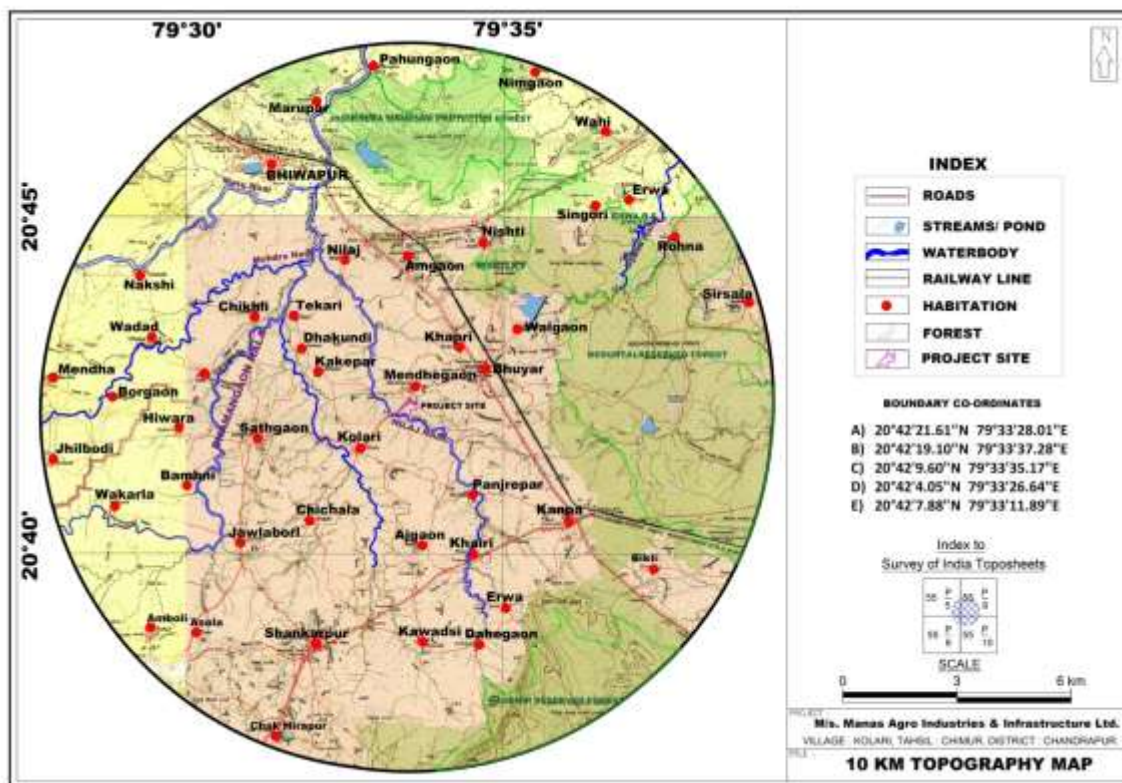 79°30'
79°35'
20°45'
20°40'
Pahungaon
Nimgaon
Marupar
Wahi
BHIWAPUR
Erwa
Singori
Nishti
Rohna
Nilaj
Amgaon
Nakshi
Sirsala
Chikhli
Tekari
Waigaon
Wadad
Dhakundi
Khapri
Kakepar
Bhuyar
Mendha
Mendhegaon
Borgaon
PROJECT SITE
Hiwara
Sathgaon
Kolari
Jhilbodi
Bamhni
Panjrepar
Wakarla
Chichala
Kanpa
Jawlabori
Ajgaon
Khairi
Sikli
Erwa
Amboli
Asola
Shankarpur
Kawadsi
Dahegaon
Chak Hirapur
N
INDEX
ROADS
STREAMS/ POND
WATERBODY
RAILWAY LINE
HABITATION
FOREST
PROJECT SITE
BOUNDARY CO-ORDINATES
A) 20°42'21.61"N 79°33'28.01"E
B) 20°42'19.10"N 79°33'37.28"E
C) 20°42'9.60"N 79°33'35.17"E
D) 20°42'4.05"N 79°33'26.64"E
E) 20°42'7.88"N 79°33'11.89"E
Index to
Survey of India Toposheets
SCALE
0 3 6 km
PROJECT
M/s. Manas Agro Industries & Infrastructure Ltd.
VILLAGE : KOLARI, TAHSIL : CHIMUR, DISTRICT : CHANDRAPUR
TITLE
10 KM TOPOGRAPHY MAP